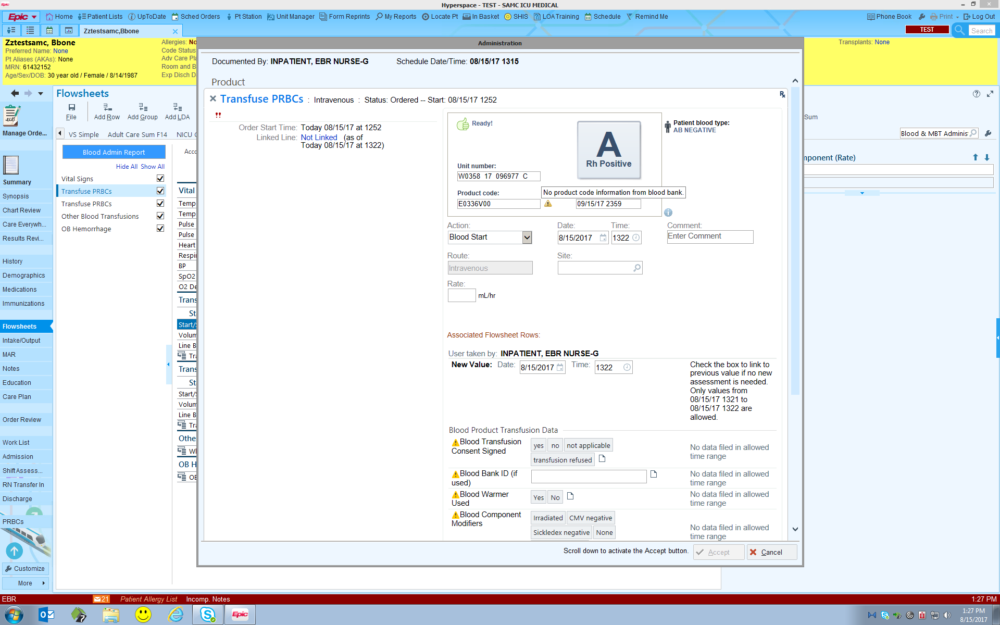 Hyperspace - TEST - SAMC ICU MEDICAL
Epic Home Patient Lists UpToDate Sched Orders Pt Station Unit Manager Form Reprints My Reports Locate Pt In Basket SHIS LOA Training Schedule Remind Me Phone Book Print Log Out
Zztestsamc,Bbone TEST Search
Zztestsamc, Bbone
Preferred Name: None
Pt Aliases (AKAs): None
MRN: 61432152
Age/Sex/DOB: 30 year old / Female / 8/14/1987
Allergies: No
Code Status
Adv Care Pla
Room and B
Exp Disch D
Transplants: None
Manage Orde...
Summary
Synopsis
Chart Review
Care Everywh...
Results Revi...
History
Demographics
Medications
Immunizations
Flowsheets
Intake/Output
MAR
Notes
Education
Care Plan
Order Review
Work List
Admission
Shift Assess...
RN Transfer In
Discharge
PRBCs
Customize
More
Flowsheets
File Add Row Add Group Add LDA
VS Simple Adult Care Sum F14 NICU C
Sum
Blood & MBT Adminis
Blood Admin Report
Hide All Show All
Vital Signs
Transfuse PRBCs
Transfuse PRBCs
Other Blood Transfusions
OB Hemorrhage
Acco
Vital
Temp
Temp
Pulse
Pulse
Heart
Respi
BP
SpO2
O2 De
Trans
St
Start/S
Volum
Line B
Tra
Trans
St
Start/S
Volum
Line B
Tra
Othe
Wh
OB H
OB
mponent (Rate)
Administration
Documented By: INPATIENT, EBR NURSE-G Schedule Date/Time: 08/15/17 1315
Product
Transfuse PRBCs : Intravenous : Status: Ordered -- Start: 08/15/17 1252
!!
Order Start Time: Today 08/15/17 at 1252
Linked Line: Not Linked (as of
Today 08/15/17 at 1322)
Ready!
A
Rh Positive
Patient blood type:
AB NEGATIVE
Unit number:
W0358 17 096977 C
Product code:
No product code information from blood bank.
E0336V00 09/15/17 2359
Action: Date: Time: Comment:
Blood Start 8/15/2017 1322 Enter Comment
Route: Site:
Intravenous
Rate:
mL/hr
Associated Flowsheet Rows:
User taken by: INPATIENT, EBR NURSE-G
New Value: Date: 8/15/2017 Time: 1322
Check the box to link to
previous value if no new
assessment is needed.
Only values from
08/15/17 1321 to
08/15/17 1322 are
allowed.
Blood Product Transfusion Data
Blood Transfusion
Consent Signed
yes no not applicable
transfusion refused
No data filed in allowed
time range
Blood Bank ID (if
used)
No data filed in allowed
time range
Blood Warmer
Used
Yes No
No data filed in allowed
time range
Blood Component
Modifiers
Irradiated CMV negative
Sickledex negative None
No data filed in allowed
time range
Scroll down to activate the Accept button. Accept Cancel
EBR 21 Patient Allergy List Incomp. Notes 1:27 PM
Epic
1:27 PM
8/15/2017